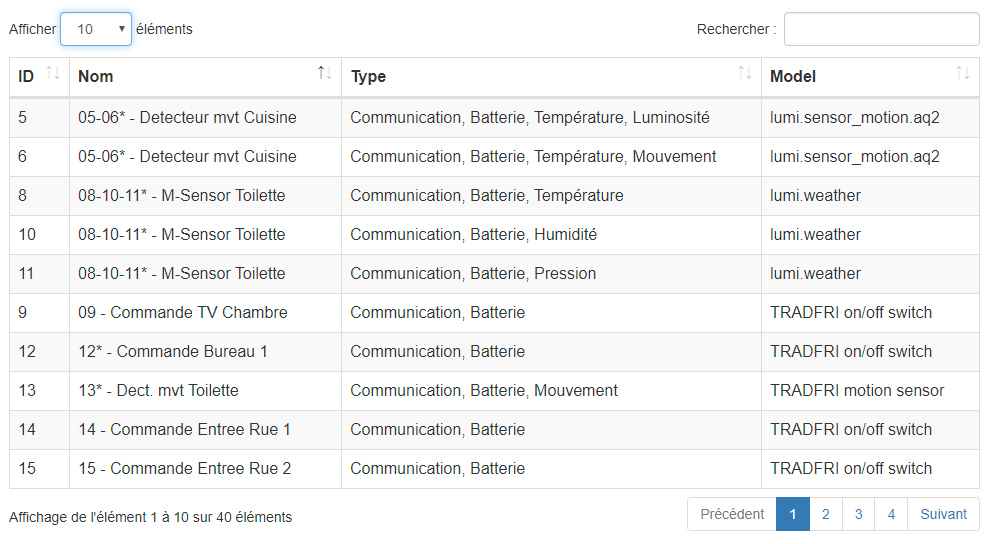 Afficher 10 éléments Rechercher :
ID Nom Type Model
5 05-06* - Detecteur mvt Cuisine Communication, Batterie, Température, Luminosité lumi.sensor_motion.aq2
6 05-06* - Detecteur mvt Cuisine Communication, Batterie, Température, Mouvement lumi.sensor_motion.aq2
8 08-10-11* - M-Sensor Toilette Communication, Batterie, Température lumi.weather
10 08-10-11* - M-Sensor Toilette Communication, Batterie, Humidité lumi.weather
11 08-10-11* - M-Sensor Toilette Communication, Batterie, Pression lumi.weather
9 09 - Commande TV Chambre Communication, Batterie TRADFRI on/off switch
12 12* - Commande Bureau 1 Communication, Batterie TRADFRI on/off switch
13 13* - Dect. mvt Toilette Communication, Batterie, Mouvement TRADFRI motion sensor
14 14 - Commande Entree Rue 1 Communication, Batterie TRADFRI on/off switch
15 15 - Commande Entree Rue 2 Communication, Batterie TRADFRI on/off switch
Affichage de l'élément 1 à 10 sur 40 éléments Précédent 1 2 3 4 Suivant